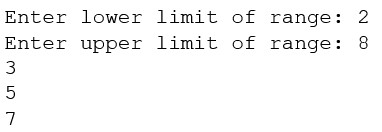 Enter lower limit of range: 2
Enter upper limit of range: 8
3
5
7